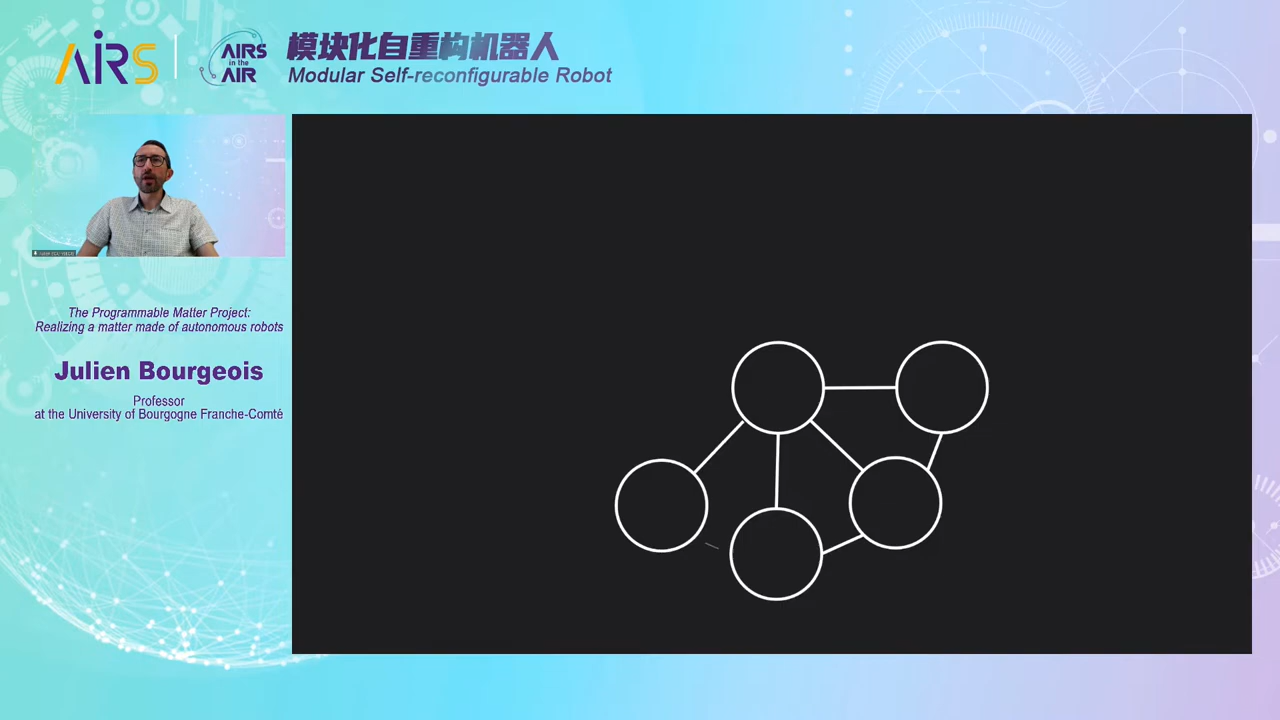 AIRS
AIRS
in the
AIR
模块化自重构机器人
Modular Self-reconfigurable Robot
The Programmable Matter Project:
Realizing a matter made of autonomous robots
Julien Bourgeois
Professor
at the University of Bourgogne Franche-Comté